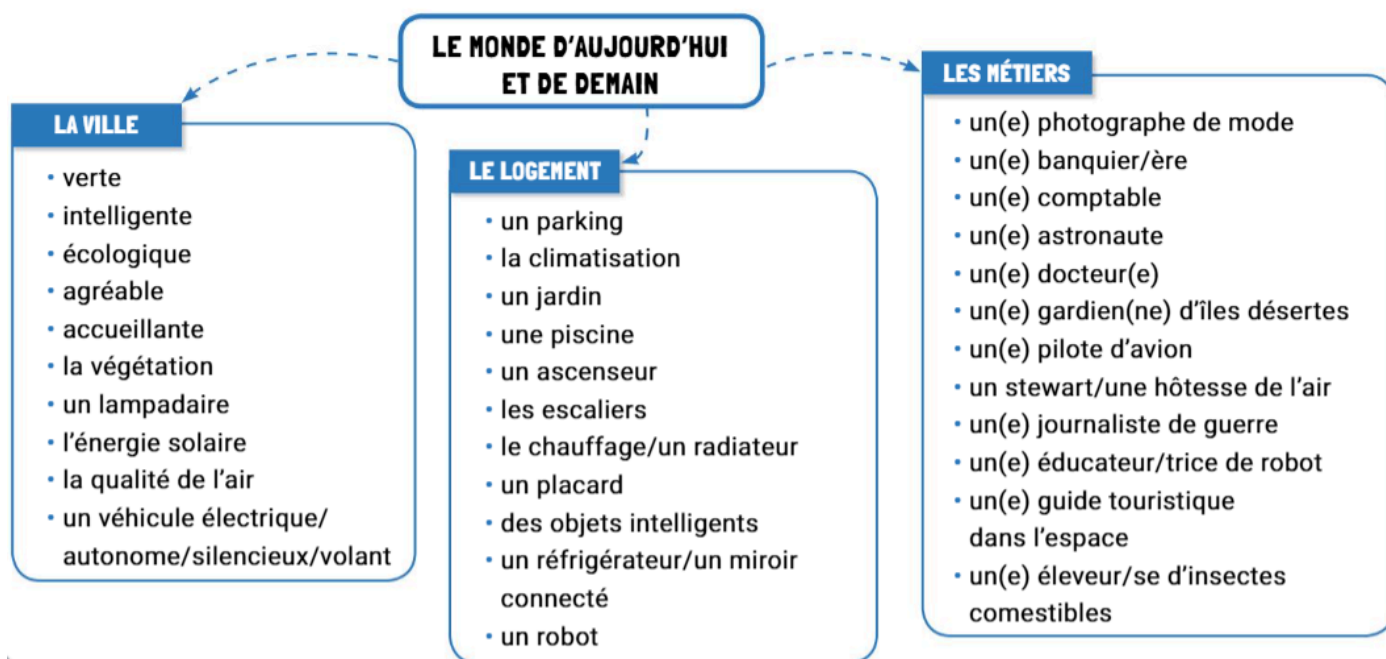 LE MONDE D'AUJOURD'HUI
ET DE DEMAIN
LA VILLE
• verte
• intelligente
• écologique
• agréable
• accueillante
• la végétation
• un lampadaire
• l'énergie solaire
• la qualité de l'air
• un véhicule électrique/
autonome/silencieux/volant
LE LOGEMENT
• un parking
• la climatisation
• un jardin
• une piscine
• un ascenseur
• les escaliers
• le chauffage/un radiateur
• un placard
• des objets intelligents
• un réfrigérateur/un miroir
connecté
• un robot
LES MÉTIERS
• un(e) photographe de mode
• un(e) banquier/ère
• un(e) comptable
• un(e) astronaute
• un(e) docteur(e)
• un(e) gardien(ne) d'îles désertes
• un(e) pilote d'avion
• un stewart/une hôtesse de l'air
• un(e) journaliste de guerre
• un(e) éducateur/trice de robot
• un(e) guide touristique
dans l'espace
• un(e) éleveur/se d'insectes
comestibles